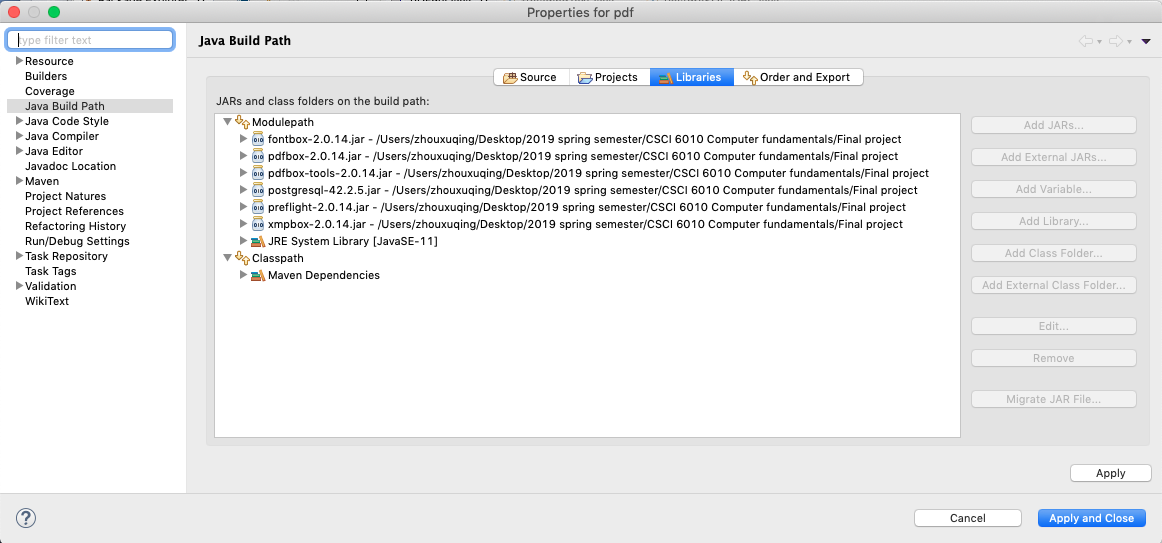 Properties for pdf
type filter text
Resource
Builders
Coverage
Java Build Path
Java Code Style
Java Compiler
Java Editor
Javadoc Location
Maven
Project Natures
Project References
Refactoring History
Run/Debug Settings
Task Repository
Task Tags
Validation
WikiText
Java Build Path
Source Projects Libraries Order and Export
JARs and class folders on the build path:
Modulepath
fontbox-2.0.14.jar - /Users/zhouxuqing/Desktop/2019 spring semester/CSCI 6010 Computer fundamentals/Final project
pdfbox-2.0.14.jar - /Users/zhouxuqing/Desktop/2019 spring semester/CSCI 6010 Computer fundamentals/Final project
pdfbox-tools-2.0.14.jar - /Users/zhouxuqing/Desktop/2019 spring semester/CSCI 6010 Computer fundamentals/Final project
postgresql-42.2.5.jar - /Users/zhouxuqing/Desktop/2019 spring semester/CSCI 6010 Computer fundamentals/Final project
preflight-2.0.14.jar - /Users/zhouxuqing/Desktop/2019 spring semester/CSCI 6010 Computer fundamentals/Final project
xmpbox-2.0.14.jar - /Users/zhouxuqing/Desktop/2019 spring semester/CSCI 6010 Computer fundamentals/Final project
JRE System Library [JavaSE-11]
Classpath
Maven Dependencies
Add JARs...
Add External JARs...
Add Variable...
Add Library...
Add Class Folder...
Add External Class Folder...
Edit...
Remove
Migrate JAR File...
Apply
?
Cancel
Apply and Close